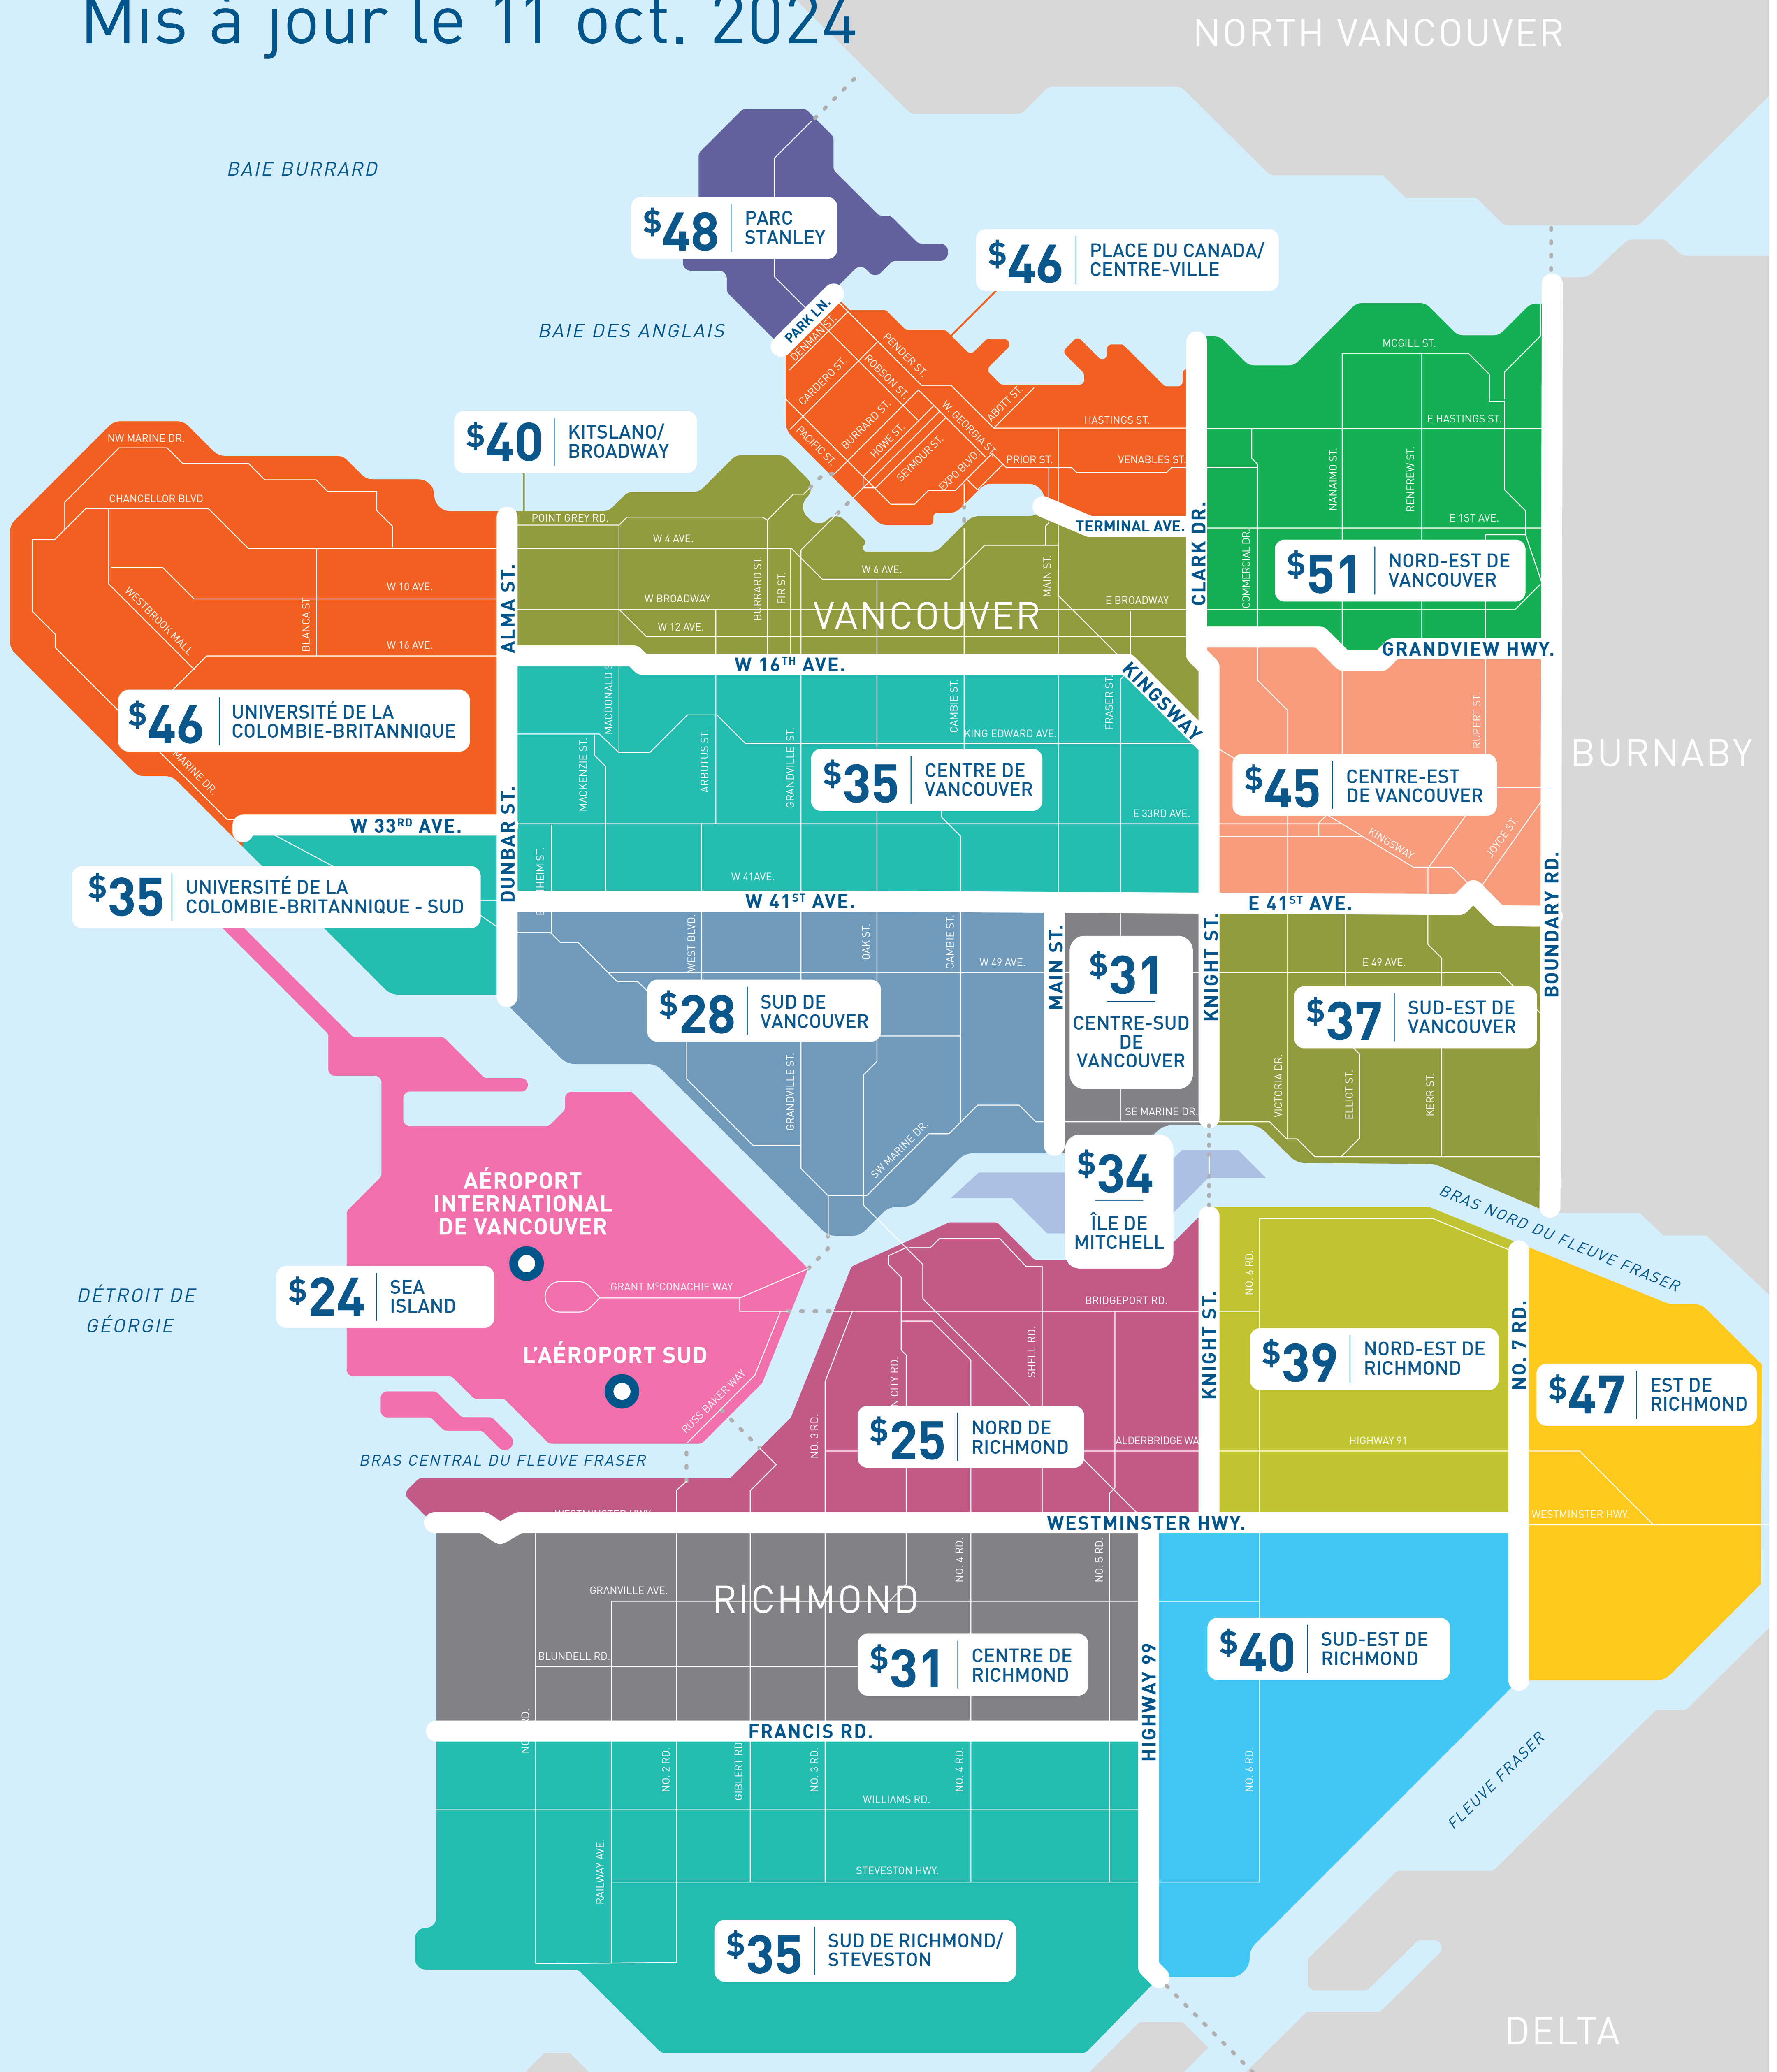 Mis à jour le 11 oct. 2024
NORTH VANCOUVER
BAIE BURRARD
$48
PARC
STANLEY
$46
PLACE DU CANADA/
CENTRE-VILLE
BAIE DES ANGLAIS
PARK LN.
DENMAN ST.
CARDERO ST.
PACIFIC ST.
PENDER ST.
ROBSON ST.
BURRARD ST.
HOWE ST.
SEYMOUR ST.
W. GEORGIA ST.
EXPO BLVD.
ABOTT ST.
HASTINGS ST.
PRIOR ST.
VENABLES ST.
TERMINAL AVE.
CLARK DR.
MCGILL ST.
E HASTINGS ST.
NANAIMO ST.
RENFREW ST.
E 1ST AVE.
COMMERCIAL DR.
$51
NORD-EST DE
VANCOUVER
GRANDVIEW HWY.
$40
KITSLANO/
BROADWAY
NW MARINE DR.
CHANCELLOR BLVD
W 10 AVE.
WESTBROOK MALL
BLANCA ST.
W 16 AVE.
ALMA ST.
POINT GREY RD.
W 4 AVE.
W 6 AVE.
BURRARD ST.
FIR ST.
MAIN ST.
W BROADWAY
E BROADWAY
VANCOUVER
W 12 AVE.
W 16TH AVE.
KINGSWAY
$46
UNIVERSITÉ DE LA
COLOMBIE-BRITANNIQUE
MARINE DR.
W 33RD AVE.
DUNBAR ST.
MACDONALD S
MACKENZIE ST.
ARBUTUS ST.
GRANDVILLE ST.
CAMBIE ST.
FRASER ST.
KING EDWARD AVE.
$35
CENTRE DE
VANCOUVER
E 33RD AVE.
RUPERT ST.
$45
CENTRE-EST
DE VANCOUVER
KINGSWAY
JOYCE ST.
BURNABY
BOUNDARY RD.
$35
UNIVERSITÉ DE LA
COLOMBIE-BRITANNIQUE - SUD
HEIM ST.
W 41AVE.
W 41ST AVE.
E 41ST AVE.
WEST BLVD.
OAK ST.
CAMBIE ST.
W 49 AVE.
MAIN ST.
KNIGHT ST.
E 49 AVE.
$28
SUD DE
VANCOUVER
$31
CENTRE-SUD
DE
VANCOUVER
$37
SUD-EST DE
VANCOUVER
GRANDVILLE ST.
SW MARINE DR.
SE MARINE DR.
VICTORIA DR.
ELLIOT ST.
KERR ST.
$34
ÎLE DE
MITCHELL
BRAS NORD DU FLEUVE FRASER
AÉROPORT
INTERNATIONAL
DE VANCOUVER
DÉTROIT DE
GÉORGIE
$24
SEA
ISLAND
GRANT McCONACHIE WAY
L'AÉROPORT SUD
RUSS BAKER WAY
BRAS CENTRAL DU FLEUVE FRASER
BRIDGEPORT RD.
NO. 3 RD.
N CITY RD.
SHELL RD.
KNIGHT ST.
NO. 6 RD.
NO. 7 RD.
$39
NORD-EST DE
RICHMOND
$47
EST DE
RICHMOND
$25
NORD DE
RICHMOND
ALDERBRIDGE WA
HIGHWAY 91
WESTMINSTER HWY.
WESTMINSTER HWY.
WESTMINSTER HWY.
NO. 4 RD.
NO. 5 RD.
GRANVILLE AVE.
RICHMOND
BLUNDELL RD.
$31
CENTRE DE
RICHMOND
$40
SUD-EST DE
RICHMOND
HIGHWAY 99
FRANCIS RD.
NO. 2 RD.
GIBLERT RD
NO. 3 RD.
NO. 4 RD.
NO. 6 RD.
FLEUVE FRASER
WILLIAMS RD.
RAILWAY AVE.
STEVESTON HWY.
$35
SUD DE RICHMOND/
STEVESTON
DELTA